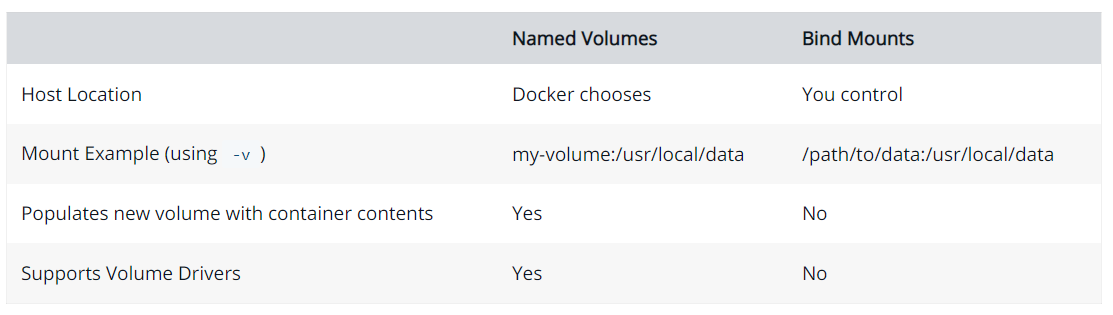 Named Volumes Bind Mounts
Host Location Docker chooses You control
Mount Example (using -v ) my-volume:/usr/local/data /path/to/data:/usr/local/data
Populates new volume with container contents Yes No
Supports Volume Drivers Yes No